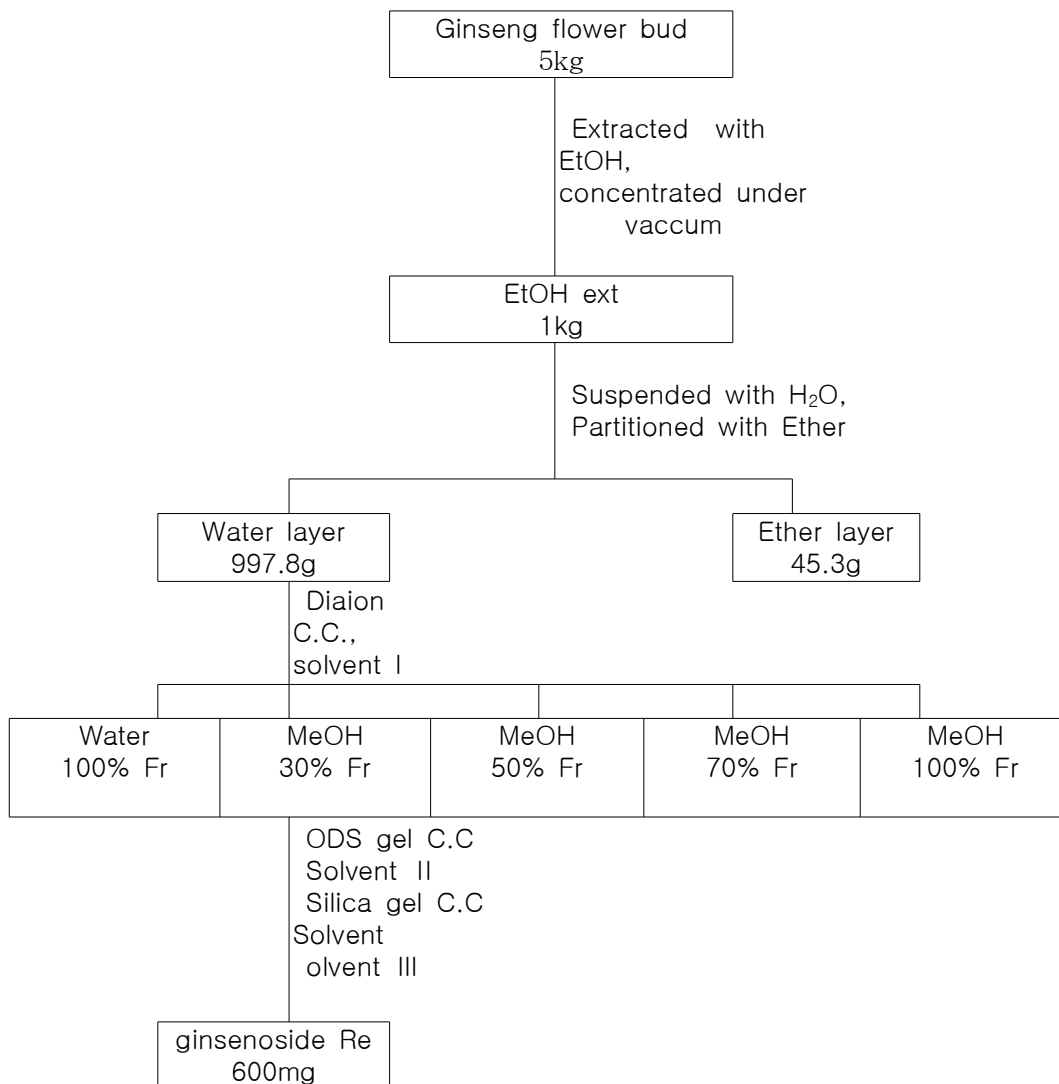 Ginseng flower bud
5kg
Extracted with
EtOH,
concentrated under
vaccum
EtOH ext
1kg
Suspended with H₂O,
Partitioned with Ether
Water layer
997.8g
Ether layer
45.3g
Diaion
C.C.,
solvent I
Water
100% Fr
MeOH
30% Fr
MeOH
50% Fr
MeOH
70% Fr
MeOH
100% Fr
ODS gel C.C
Solvent II
Silica gel C.C
Solvent
olvent III
ginsenoside Re
600mg